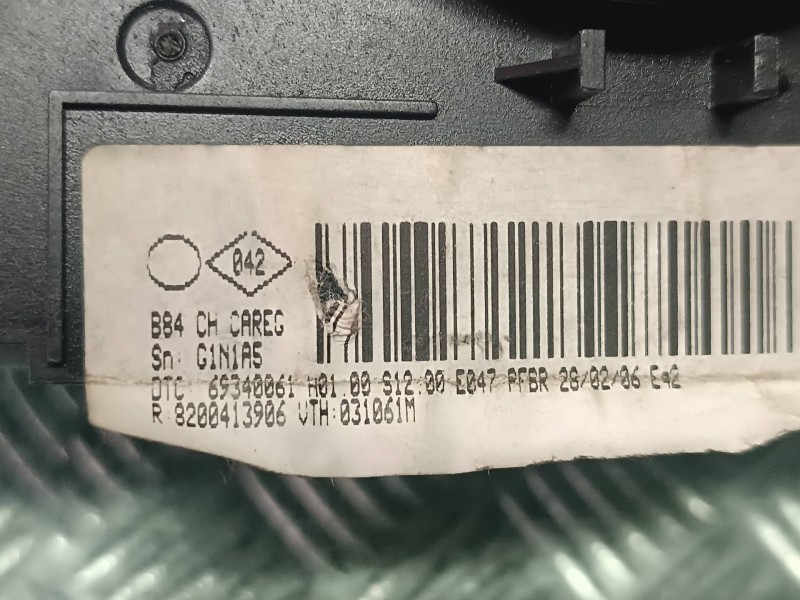 042
B84 CH CAREG
Sn: G1N1A5
DTC: 69340061 H01.00 S12:00 E047 PFBR 28/02/06 Eq2
R:8200413906 VTH:031061M